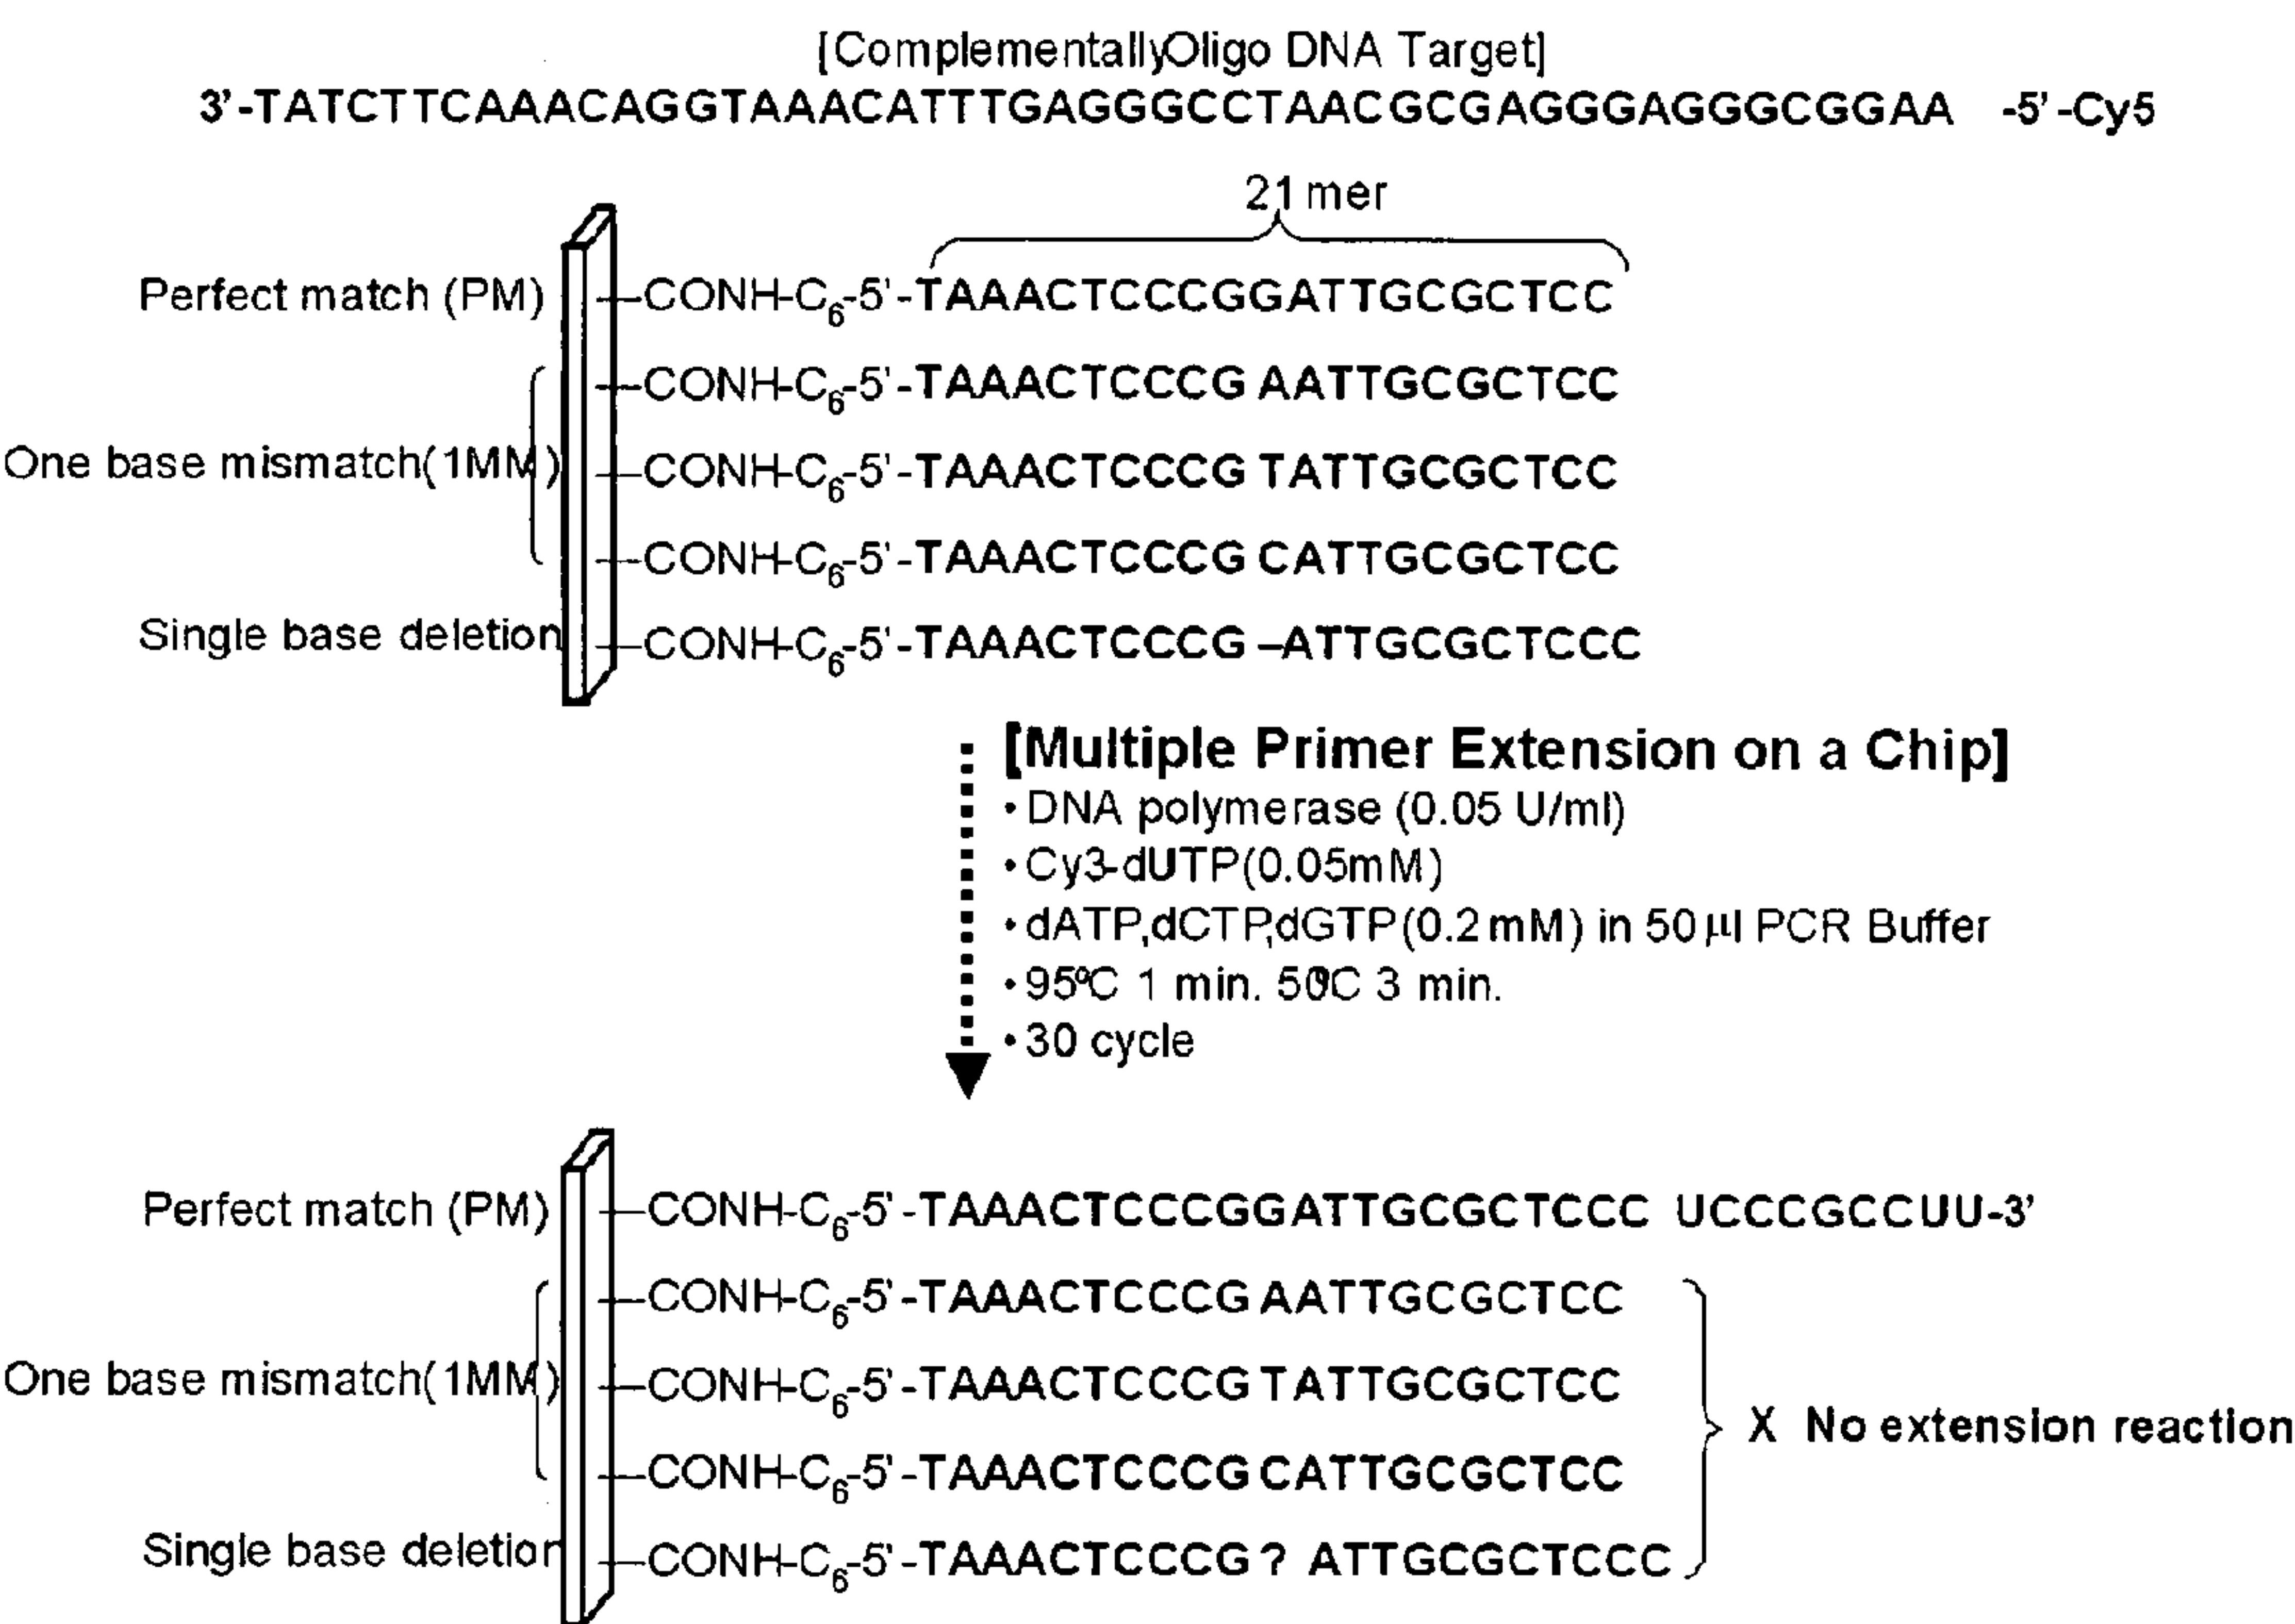 [ComplementallyOligo DNA Target]
3'-TATCTTCAAACAGGTAAACATTTGAGGGCCTAACGCGAGGGAGGGCGGAA -5'-Cy5
21 mer
Perfect match (PM) CONH-C6-5'-TAAACTCCCGGATTGCGCTCC
CONH-C6-5'-TAAACTCCCG AATTGCGCTCC
One base mismatch(1MM) CONH-C6-5'-TAAACTCCCG TATTGCGCTCC
CONH-C6-5'-TAAACTCCCG CATTGCGCTCC
Single base deletion CONH-C6-5'-TAAACTCCCG –ATTGCGCTCCC
[Multiple Primer Extension on a Chip]
• DNA polymerase (0.05 U/ml)
• Cy3-dUTP(0.05mM)
• dATP,dCTP,dGTP(0.2 mM) in 50 µl PCR Buffer
• 95ºC 1 min. 50ºC 3 min.
• 30 cycle
Perfect match (PM) CONH-C6-5'-TAAACTCCCGGATTGCGCTCCC UCCCGCCUU-3'
CONH-C6-5'-TAAACTCCCG AATTGCGCTCC
One base mismatch(1MM) CONH-C6-5'-TAAACTCCCG TATTGCGCTCC
X No extension reaction
CONH-C6-5'-TAAACTCCCG CATTGCGCTCC
Single base deletion CONH-C6-5'-TAAACTCCCG ? ATTGCGCTCCC